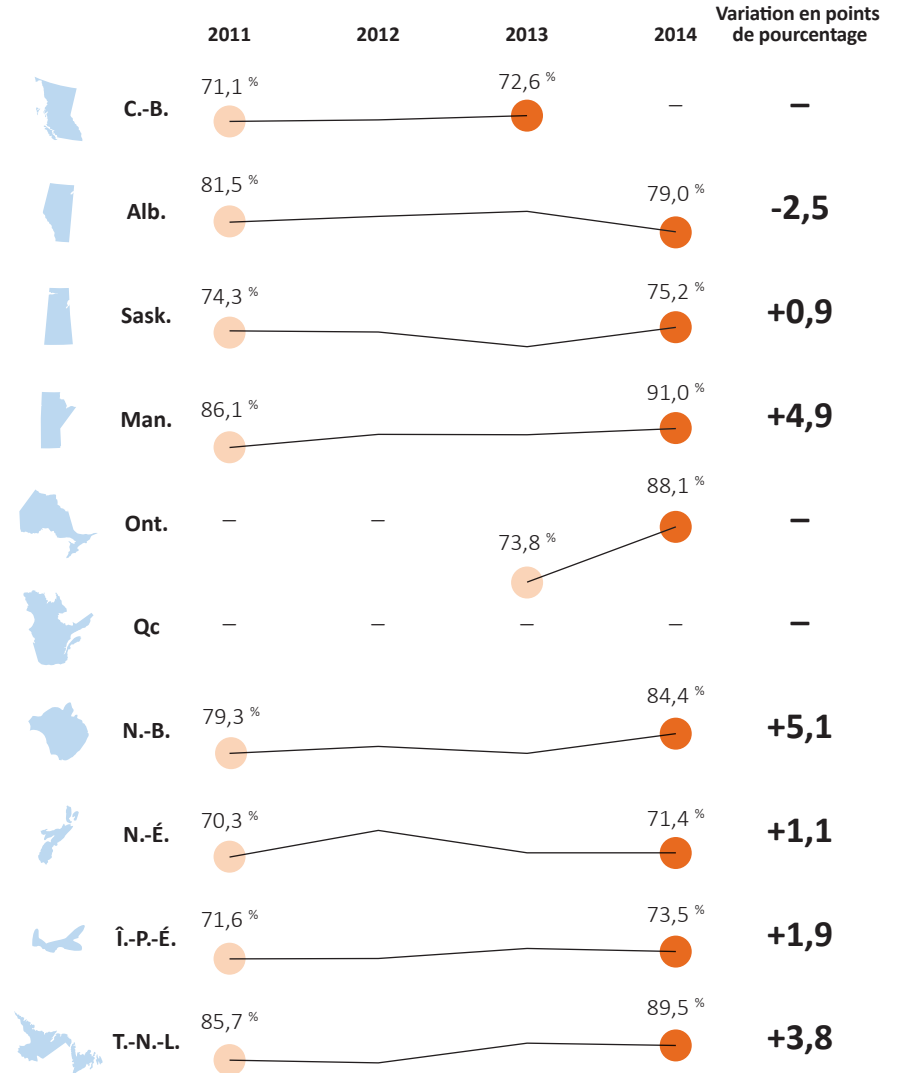 2011 2012 2013 2014 Variation en points
de pourcentage
C.-B. 71,1 % 72,6 % – –
Alb. 81,5 % 79,0 % -2,5
Sask. 74,3 % 75,2 % +0,9
Man. 86,1 % 91,0 % +4,9
Ont. – – 73,8 % 88,1 % –
Qc – – – – –
N.-B. 79,3 % 84,4 % +5,1
N.-É. 70,3 % 71,4 % +1,1
Î.-P.-É. 71,6 % 73,5 % +1,9
T.-N.-L. 85,7 % 89,5 % +3,8